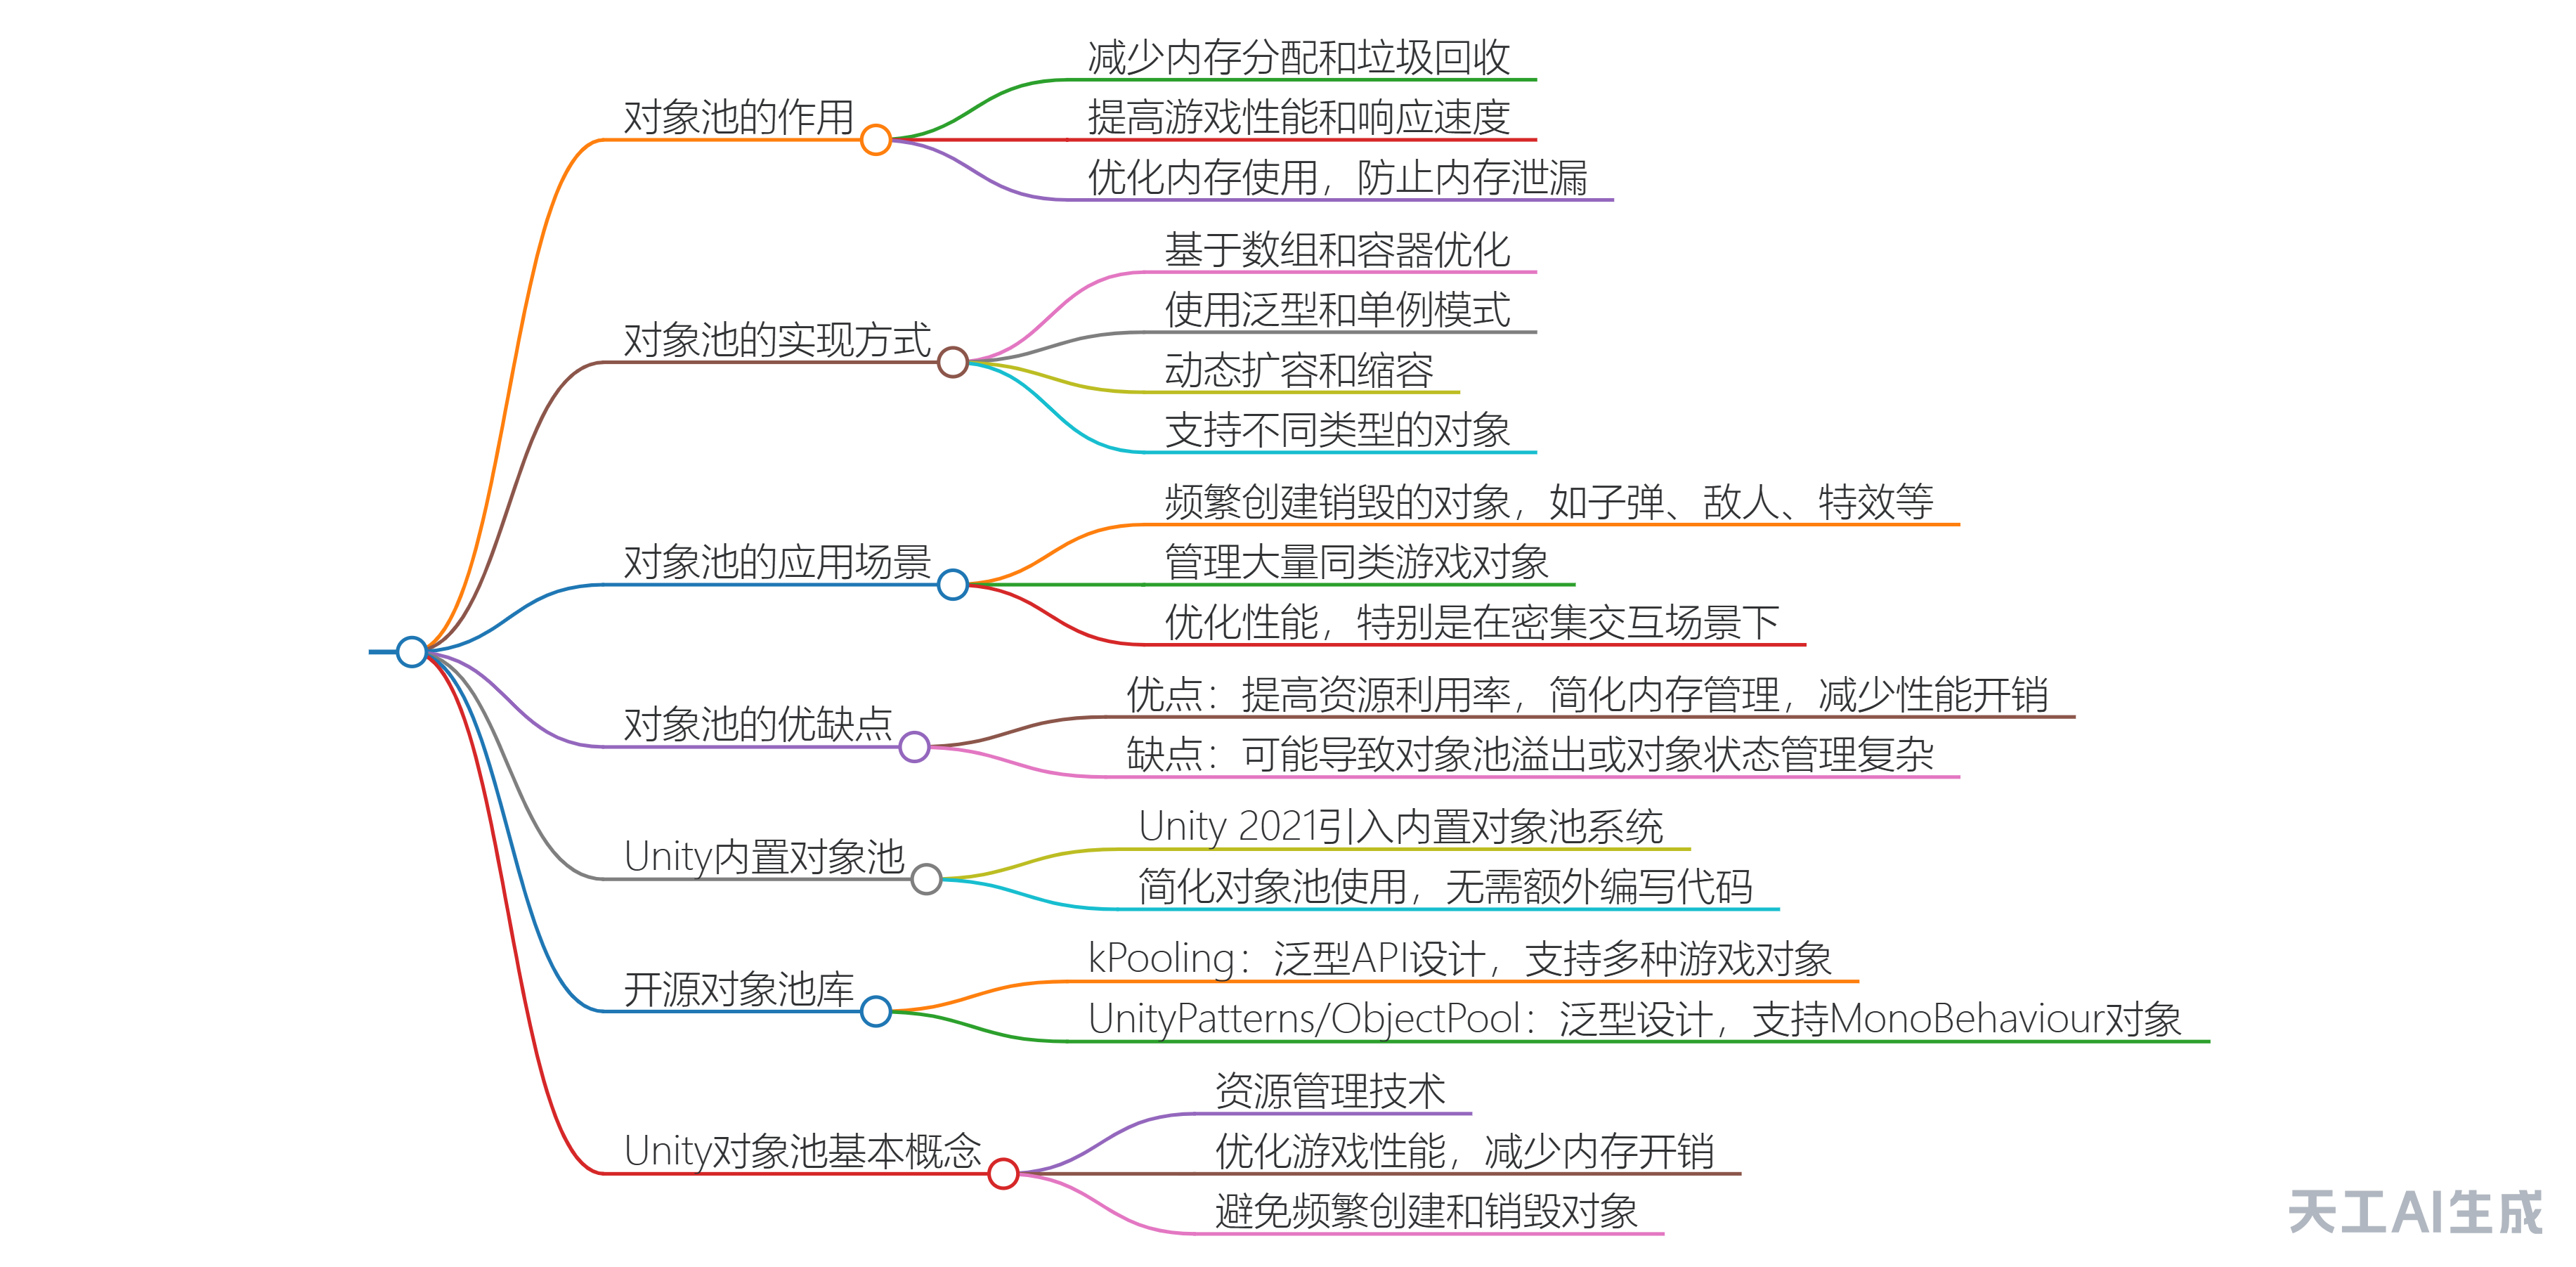 对象池的作用
减少内存分配和垃圾回收
提高游戏性能和响应速度
优化内存使用，防止内存泄漏
对象池的实现方式
基于数组和容器优化
使用泛型和单例模式
动态扩容和缩容
支持不同类型的对象
对象池的应用场景
频繁创建销毁的对象，如子弹、敌人、特效等
管理大量同类游戏对象
优化性能，特别是在密集交互场景下
对象池的优缺点
优点：提高资源利用率，简化内存管理，减少性能开销
缺点：可能导致对象池溢出或对象状态管理复杂
Unity内置对象池
Unity 2021引入内置对象池系统
简化对象池使用，无需额外编写代码
开源对象池库
kPooling：泛型API设计，支持多种游戏对象
UnityPatterns/ObjectPool：泛型设计，支持MonoBehaviour对象
Unity对象池基本概念
资源管理技术
优化游戏性能，减少内存开销
避免频繁创建和销毁对象
天工AI生成